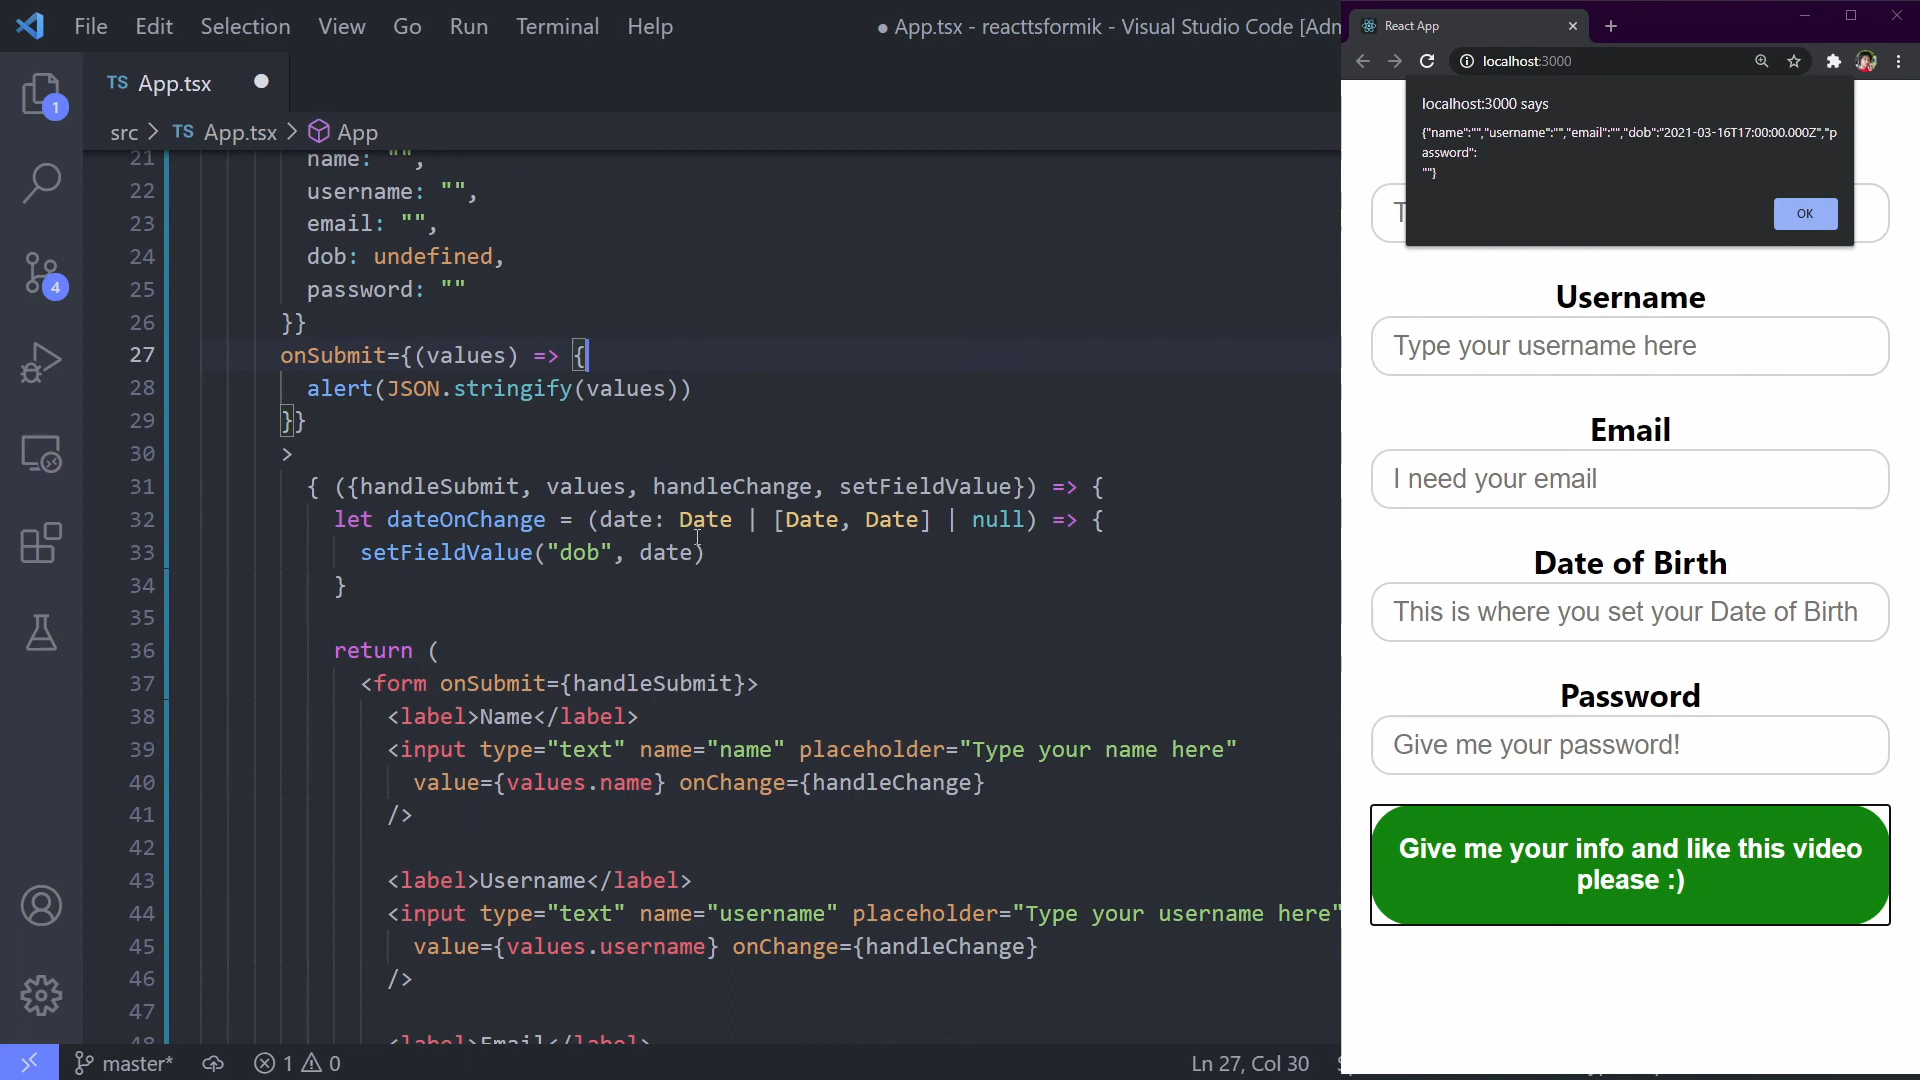 File Edit Selection View Go Run Terminal Help
● App.tsx - reacttsformik - Visual Studio Code [Adm
TS App.tsx
src > TS App.tsx > App
1
4
21 name: "",
22 username: "",
23 email: "",
24 dob: undefined,
25 password: ""
26 }}
27 onSubmit={(values) => {
28 alert(JSON.stringify(values))
29 }}
30 >
31 { ({handleSubmit, values, handleChange, setFieldValue}) => {
32 let dateOnChange = (date: Date | [Date, Date] | null) => {
33 setFieldValue("dob", date)
34 }
35
36 return (
37 <form onSubmit={handleSubmit}>
38 <label>Name</label>
39 <input type="text" name="name" placeholder="Type your name here"
40 value={values.name} onChange={handleChange}
41 />
42
43 <label>Username</label>
44 <input type="text" name="username" placeholder="Type your username here"
45 value={values.username} onChange={handleChange}
46 />
47
48 <label>Email</label>
master* 1 0
Ln 27, Col 30
React App
localhost:3000
localhost:3000 says
{"name":"","username":"","email":"","dob":"2021-03-16T17:00:00.000Z","p
assword":
""}
OK
T
Username
Type your username here
Email
I need your email
Date of Birth
This is where you set your Date of Birth
Password
Give me your password!
Give me your info and like this video
please :)